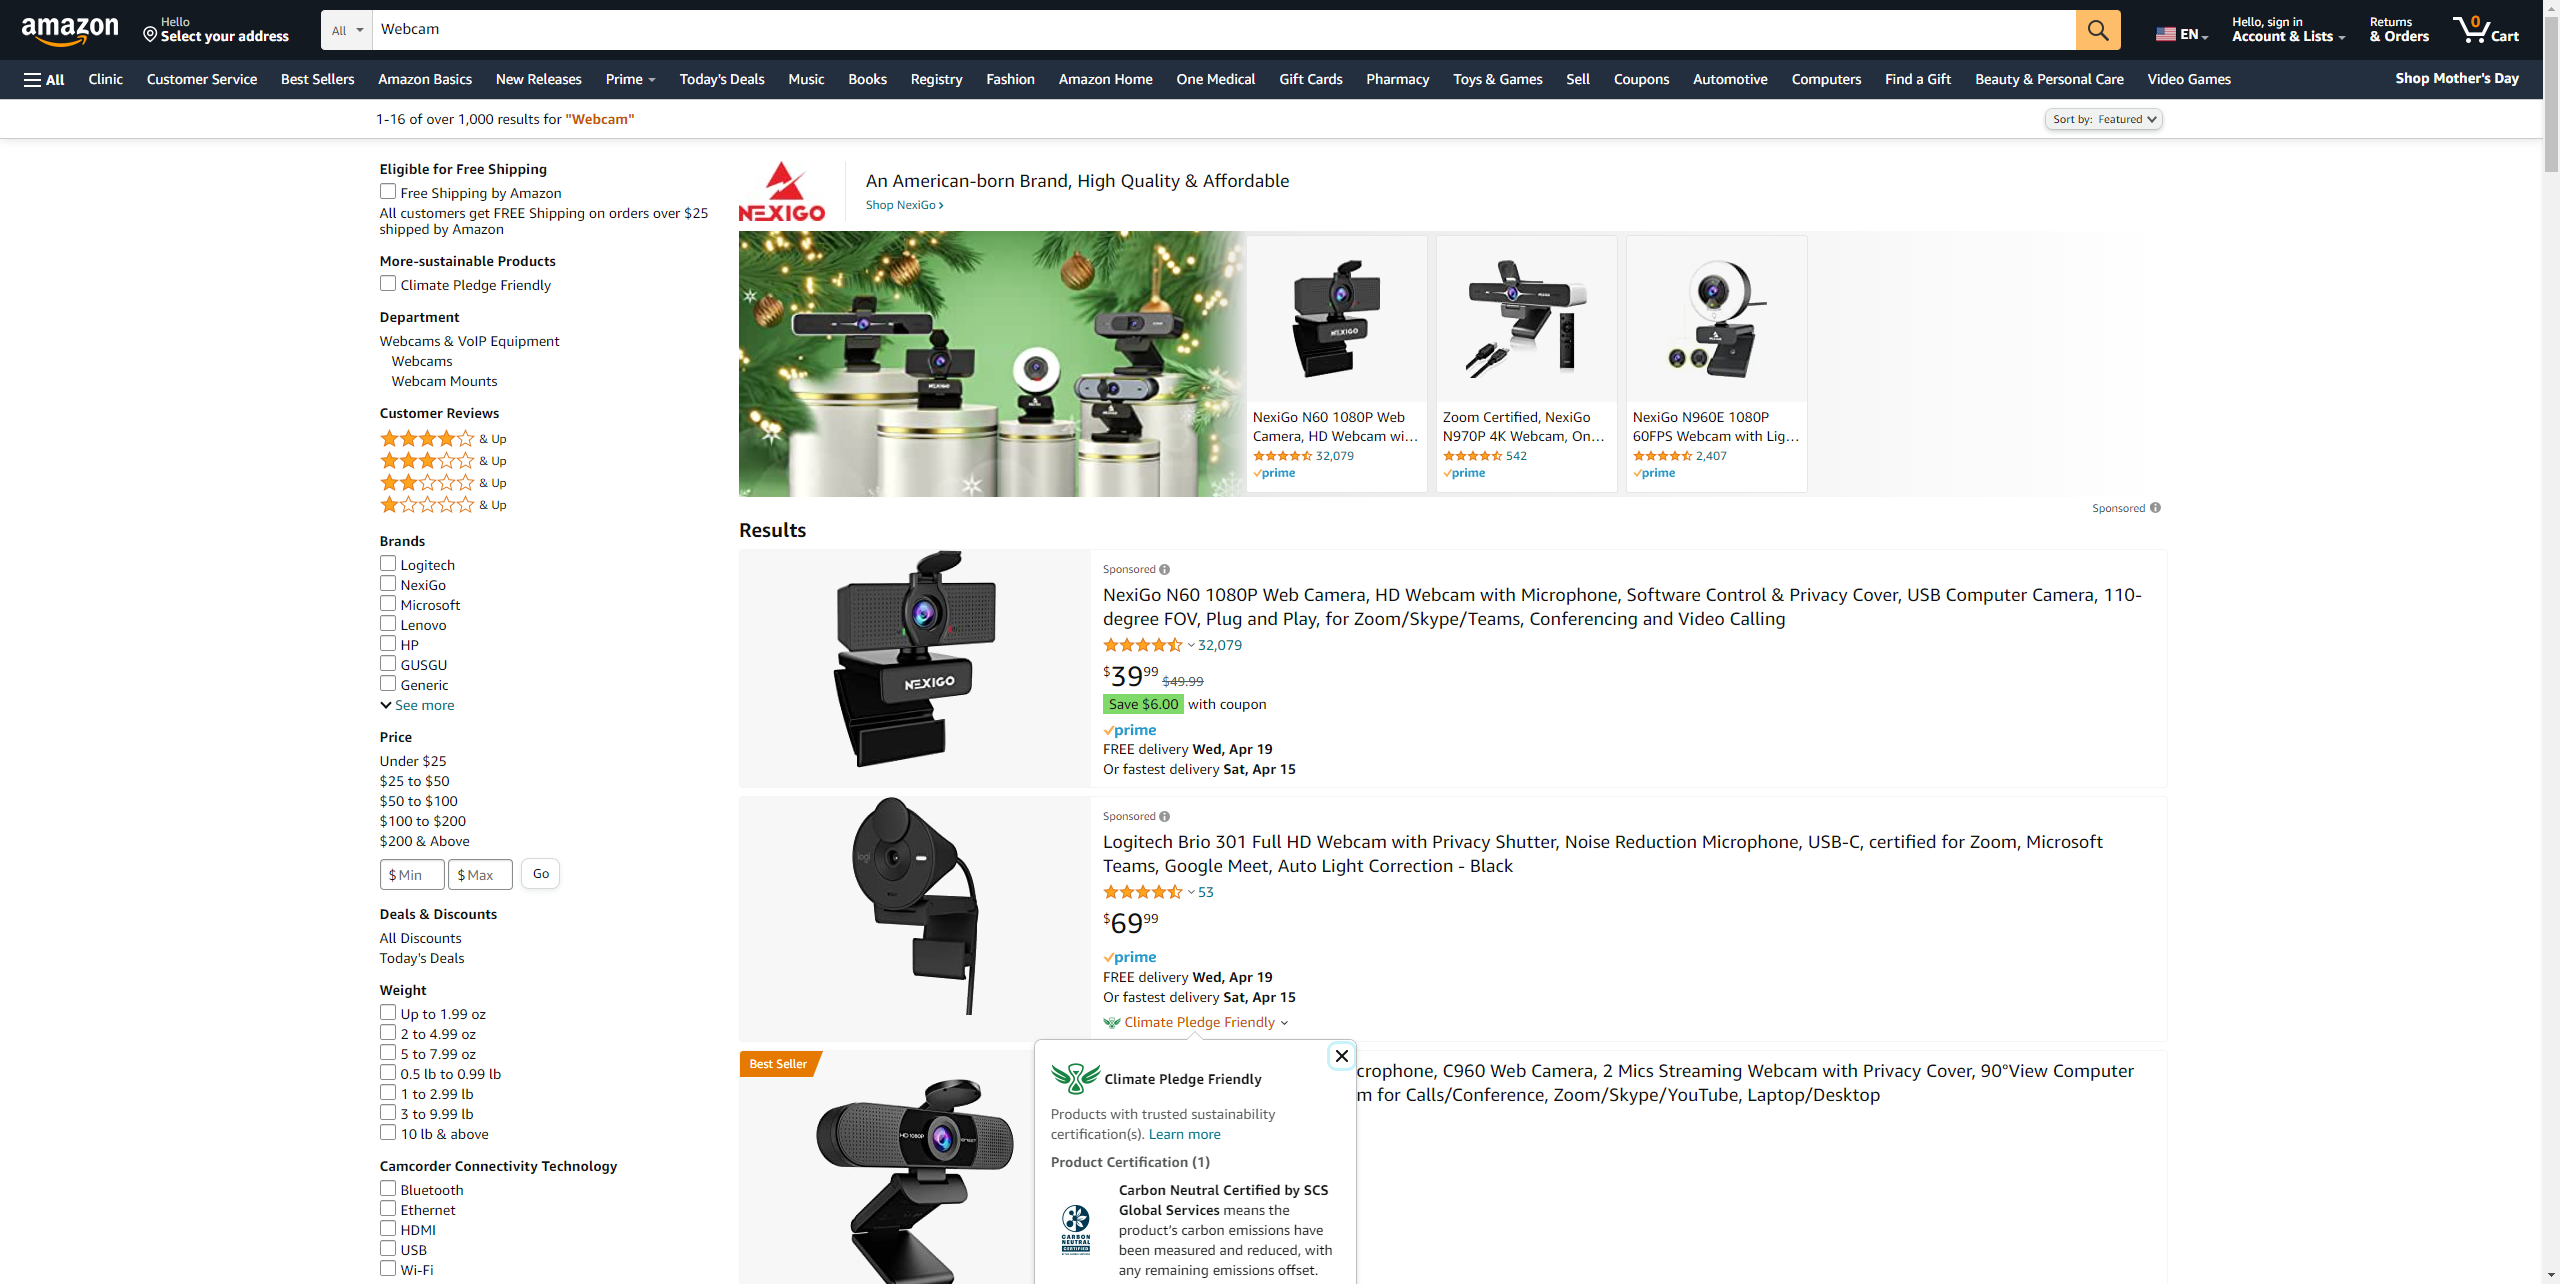 amazon
Hello
Select your address
All
Webcam
EN
Hello, sign in
Account & Lists
Returns
& Orders
0
Cart
All
Clinic
Customer Service
Best Sellers
Amazon Basics
New Releases
Prime
Today's Deals
Music
Books
Registry
Fashion
Amazon Home
One Medical
Gift Cards
Pharmacy
Toys & Games
Sell
Coupons
Automotive
Computers
Find a Gift
Beauty & Personal Care
Video Games
Shop Mother's Day
1-16 of over 1,000 results for "Webcam"
Sort by: Featured
Eligible for Free Shipping
Free Shipping by Amazon
All customers get FREE Shipping on orders over $25
shipped by Amazon
More-sustainable Products
Climate Pledge Friendly
Department
Webcams & VoIP Equipment
Webcams
Webcam Mounts
Customer Reviews
& Up
& Up
& Up
& Up
Brands
Logitech
NexiGo
Microsoft
Lenovo
HP
GUSGU
Generic
See more
Price
Under $25
$25 to $50
$50 to $100
$100 to $200
$200 & Above
$ Min
$ Max
Go
Deals & Discounts
All Discounts
Today's Deals
Weight
Up to 1.99 oz
2 to 4.99 oz
5 to 7.99 oz
0.5 lb to 0.99 lb
1 to 2.99 lb
3 to 9.99 lb
10 lb & above
Camcorder Connectivity Technology
Bluetooth
Ethernet
HDMI
USB
Wi-Fi
NEXIGO
An American-born Brand, High Quality & Affordable
Shop NexiGo
NEXIGO
NEXIGO
NexiGo N60 1080P Web
Camera, HD Webcam wi...
32,079
prime
Zoom Certified, NexiGo
N970P 4K Webcam, On...
542
prime
NexiGo N960E 1080P
60FPS Webcam with Lig...
2,407
prime
Sponsored
Results
NEXIGO
Sponsored
NexiGo N60 1080P Web Camera, HD Webcam with Microphone, Software Control & Privacy Cover, USB Computer Camera, 110-
degree FOV, Plug and Play, for Zoom/Skype/Teams, Conferencing and Video Calling
32,079
$39 99 $49.99
Save $6.00 with coupon
prime
FREE delivery Wed, Apr 19
Or fastest delivery Sat, Apr 15
logi
Sponsored
Logitech Brio 301 Full HD Webcam with Privacy Shutter, Noise Reduction Microphone, USB-C, certified for Zoom, Microsoft
Teams, Google Meet, Auto Light Correction - Black
53
$69 99
prime
FREE delivery Wed, Apr 19
Or fastest delivery Sat, Apr 15
Climate Pledge Friendly
Best Seller
HD 1080P
crophone, C960 Web Camera, 2 Mics Streaming Webcam with Privacy Cover, 90°View Computer
m for Calls/Conference, Zoom/Skype/YouTube, Laptop/Desktop
Climate Pledge Friendly
Products with trusted sustainability
certification(s). Learn more
Product Certification (1)
CARBON
NEUTRAL
CERTIFIED
Carbon Neutral Certified by SCS
Global Services means the
product's carbon emissions have
been measured and reduced, with
any remaining emissions offset.